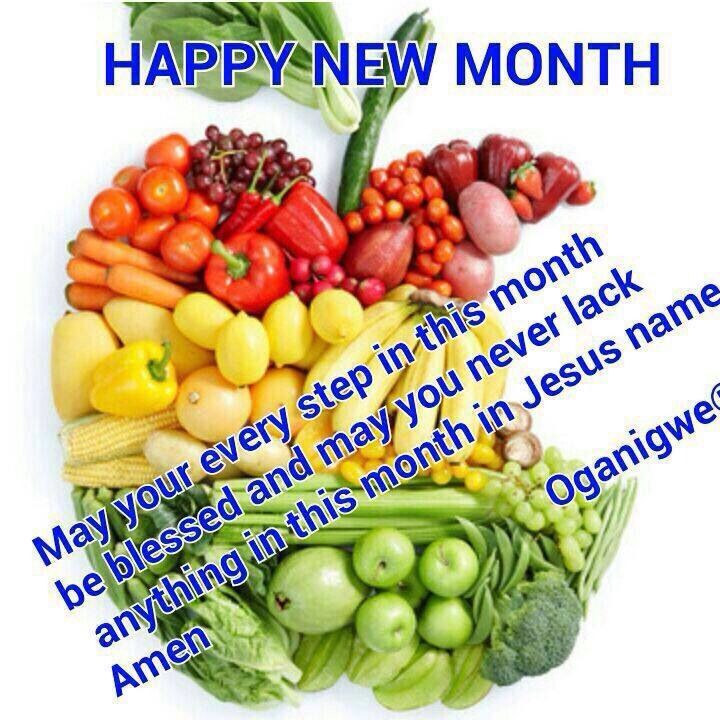 HAPPY NEW MONTH
May your every step in this month
be blessed and may you never lack
anything in this month in Jesus name
Amen
Oganigwe@